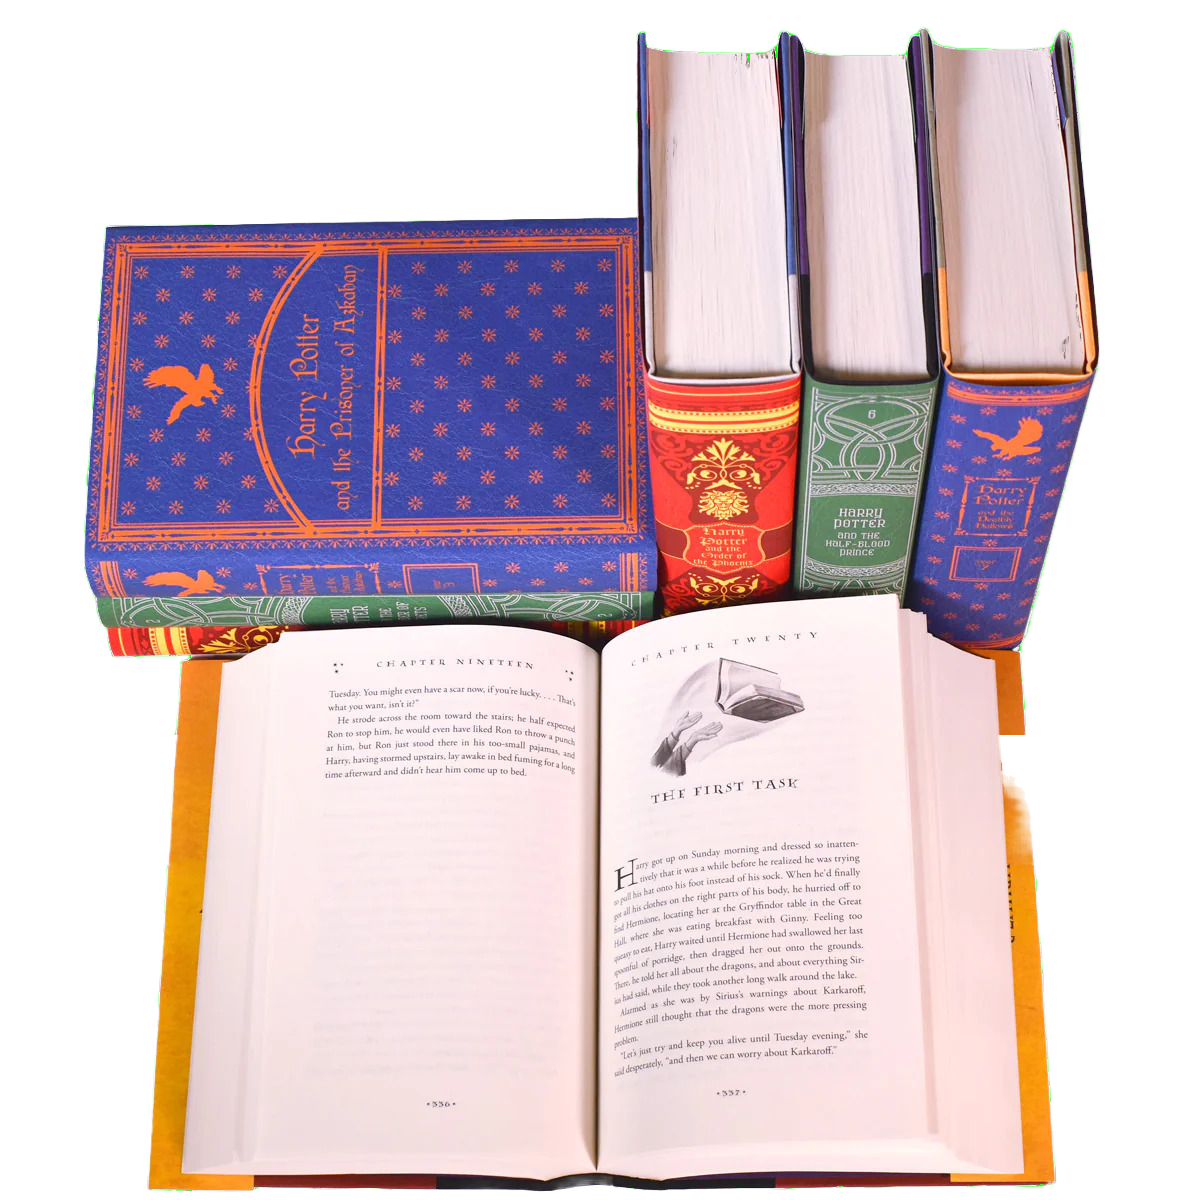 Harry Potter
and the Prisoner of Azkaban
Harry
Potter
3
2
Harry
Potter
and the
Order of
the Phoenix
6
HARRY
POTTER
AND THE
HALF-BLOOD
PRINCE
Harry
Potter
and the
Deathly
Hallows
CHAPTER NINETEEN
Tuesday. You might even have a scar now, if you're lucky. . . . That's
what you want, isn't it?"
He strode across the room toward the stairs; he half expected
Ron to stop him, he would even have liked Ron to throw a punch
at him, but Ron just stood there in his too-small pajamas, and
Harry, having stormed upstairs, lay awake in bed fuming for a long
time afterward and didn't hear him come up to bed.
•336•
CHAPTER TWENTY
THE FIRST TASK
Harry got up on Sunday morning and dressed so inatten-
tively that it was a while before he realized he was trying
to pull his hat onto his foot instead of his sock. When he'd finally
got all his clothes on the right parts of his body, he hurried off to
find Hermione, locating her at the Gryffindor table in the Great
Hall, where she was eating breakfast with Ginny. Feeling too
queasy to eat, Harry waited until Hermione had swallowed her last
spoonful of porridge, then dragged her out onto the grounds.
There, he told her all about the dragons, and about everything Sir-
ius had said, while they took another long walk around the lake.
Alarmed as she was by Sirius's warnings about Karkaroff,
Hermione still thought that the dragons were the more pressing
problem.
"Let's just try and keep you alive until Tuesday evening," she
said desperately, "and then we can worry about Karkaroff."
•337•